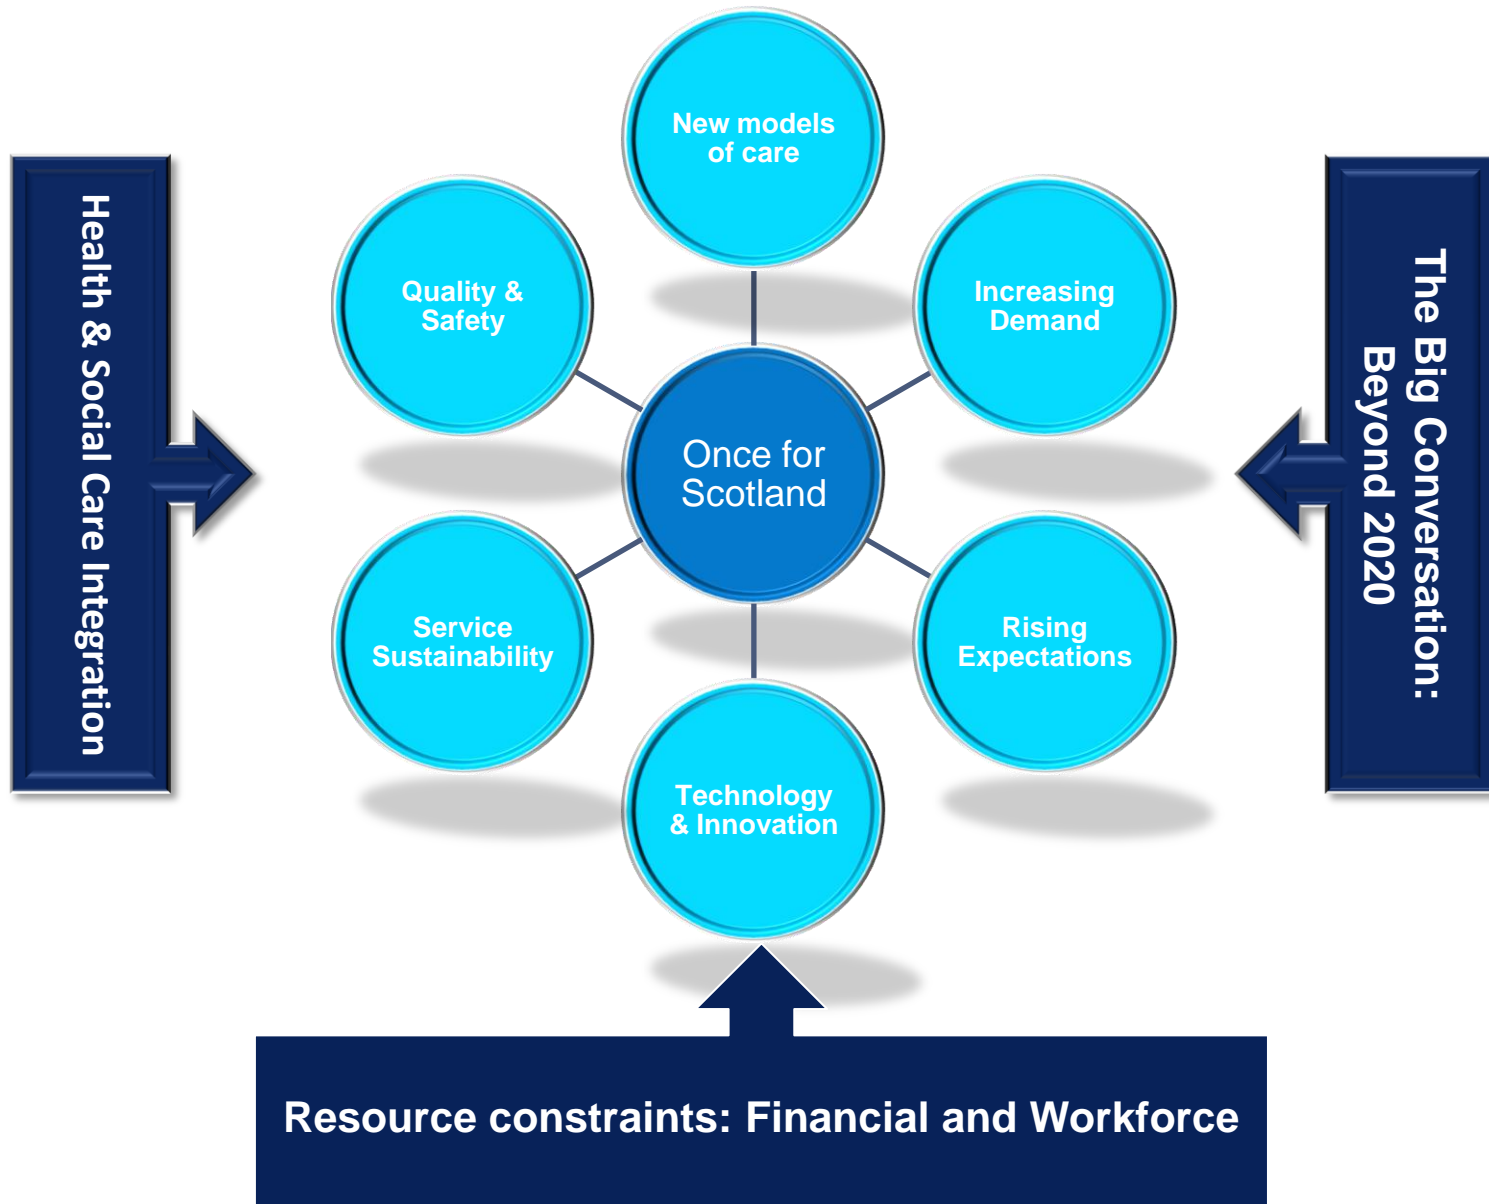 New models
of care
Quality &
Safety
Increasing
Demand
Once for
Scotland
Service
Sustainability
Rising
Expectations
Technology
& Innovation
Health & Social Care Integration
The Big Conversation:
Beyond 2020
Resource constraints: Financial and Workforce